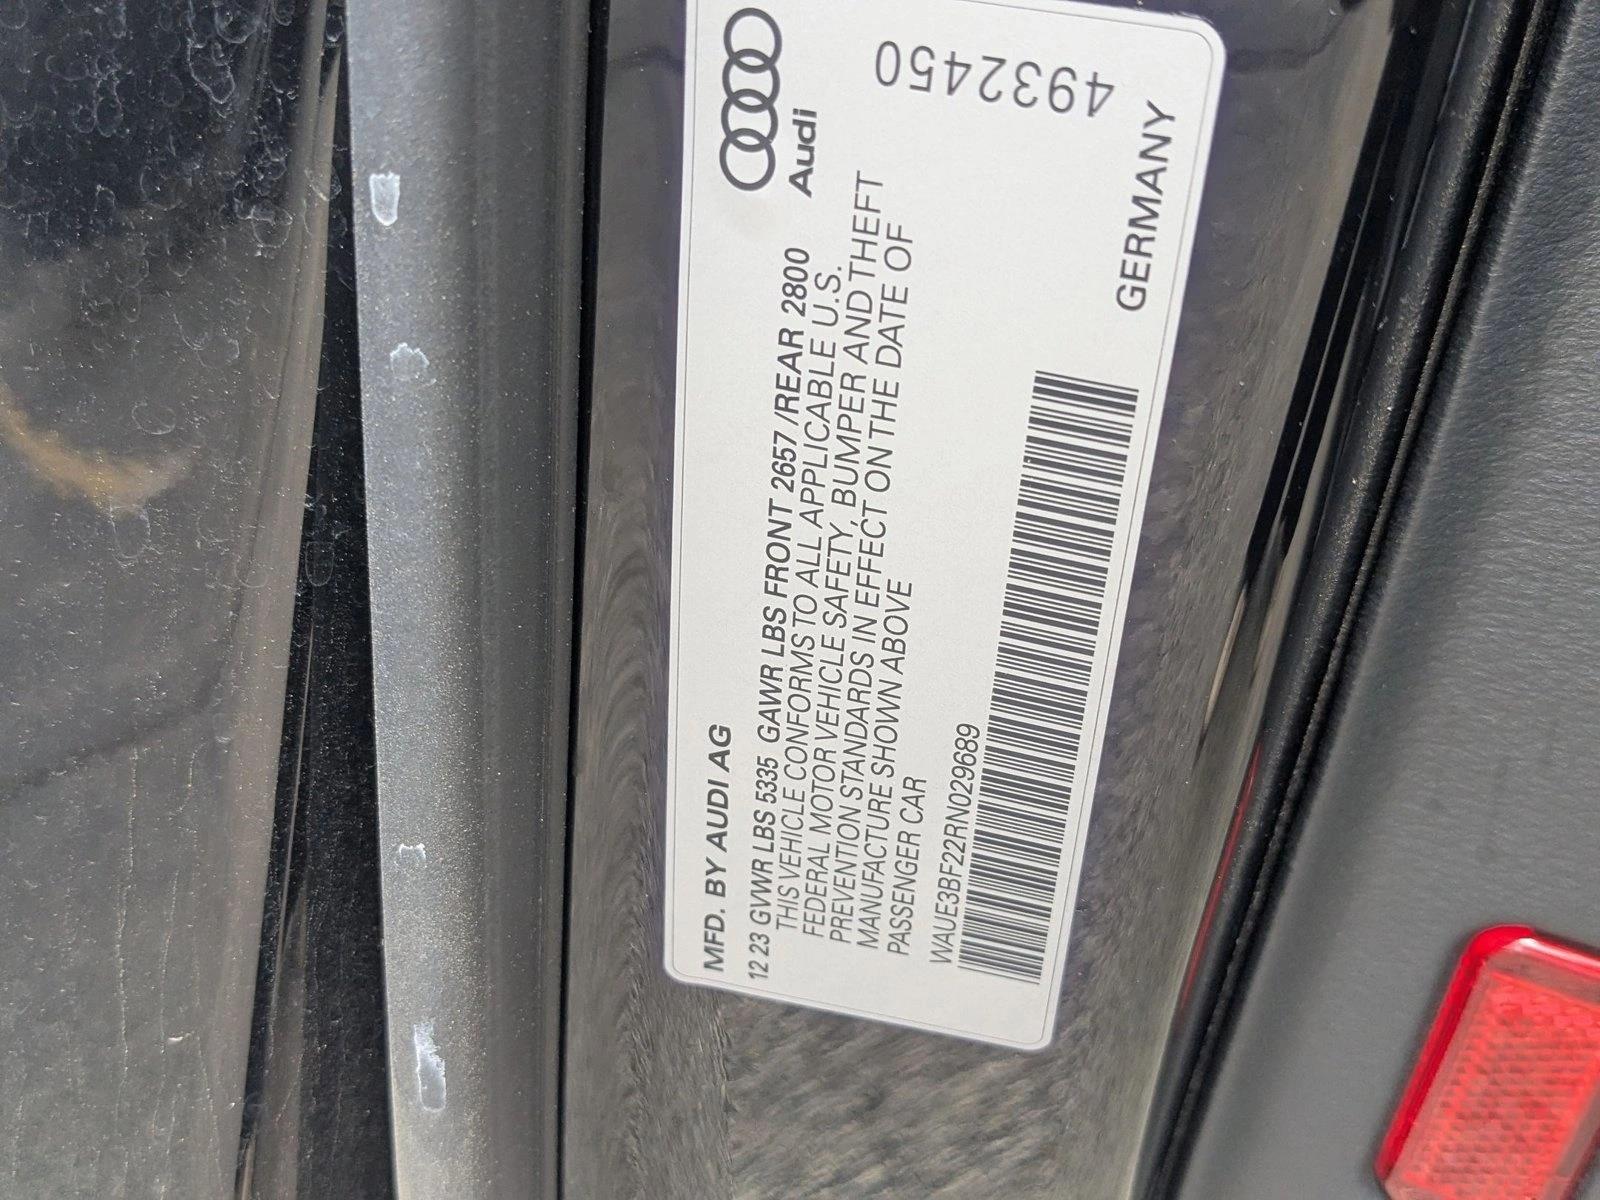 MFD. BY AUDI AG
12 23 GVWR LBS 5335 GAWR LBS FRONT 2657 /REAR 2800
THIS VEHICLE CONFORMS TO ALL APPLICABLE U.S.
FEDERAL MOTOR VEHICLE SAFETY, BUMPER AND THEFT
PREVENTION STANDARDS IN EFFECT ON THE DATE OF
MANUFACTURE SHOWN ABOVE
PASSENGER CAR
WAUE3BF22RN029689
Audi
4932450
GERMANY